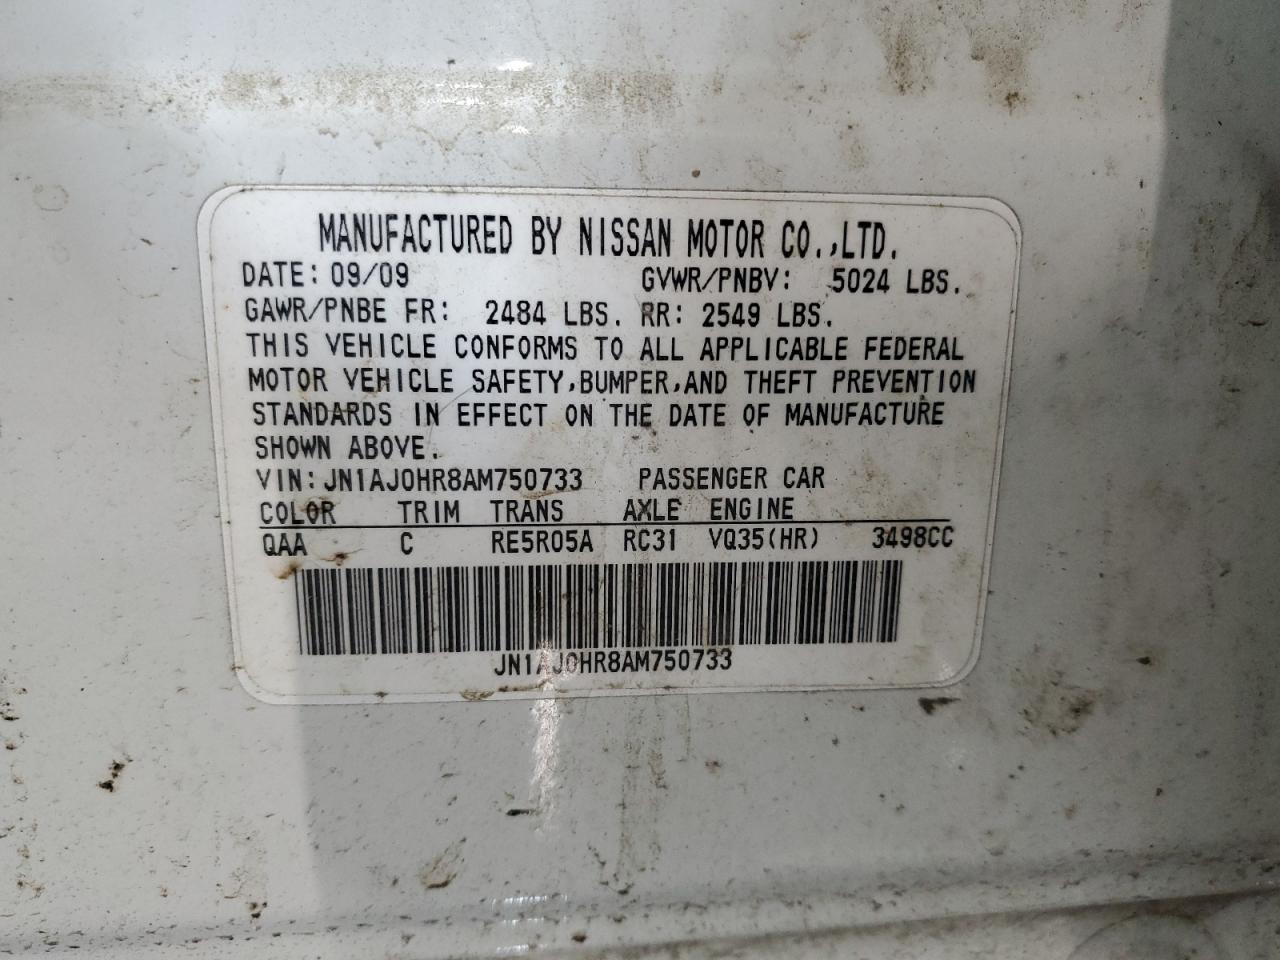 MANUFACTURED BY NISSAN MOTOR CO.,LTD.
DATE: 09/09 GVWR/PNBV: 5024 LBS.
GAWR/PNBE FR: 2484 LBS. RR: 2549 LBS.
THIS VEHICLE CONFORMS TO ALL APPLICABLE FEDERAL
MOTOR VEHICLE SAFETY,BUMPER,AND THEFT PREVENTION
STANDARDS IN EFFECT ON THE DATE OF MANUFACTURE
SHOWN ABOVE.
VIN:JN1AJ0HR8AM750733 PASSENGER CAR
COLOR TRIM TRANS AXLE ENGINE
QAA C RE5R05A RC31 VQ35(HR) 3498CC
JN1AJ0HR8AM750733